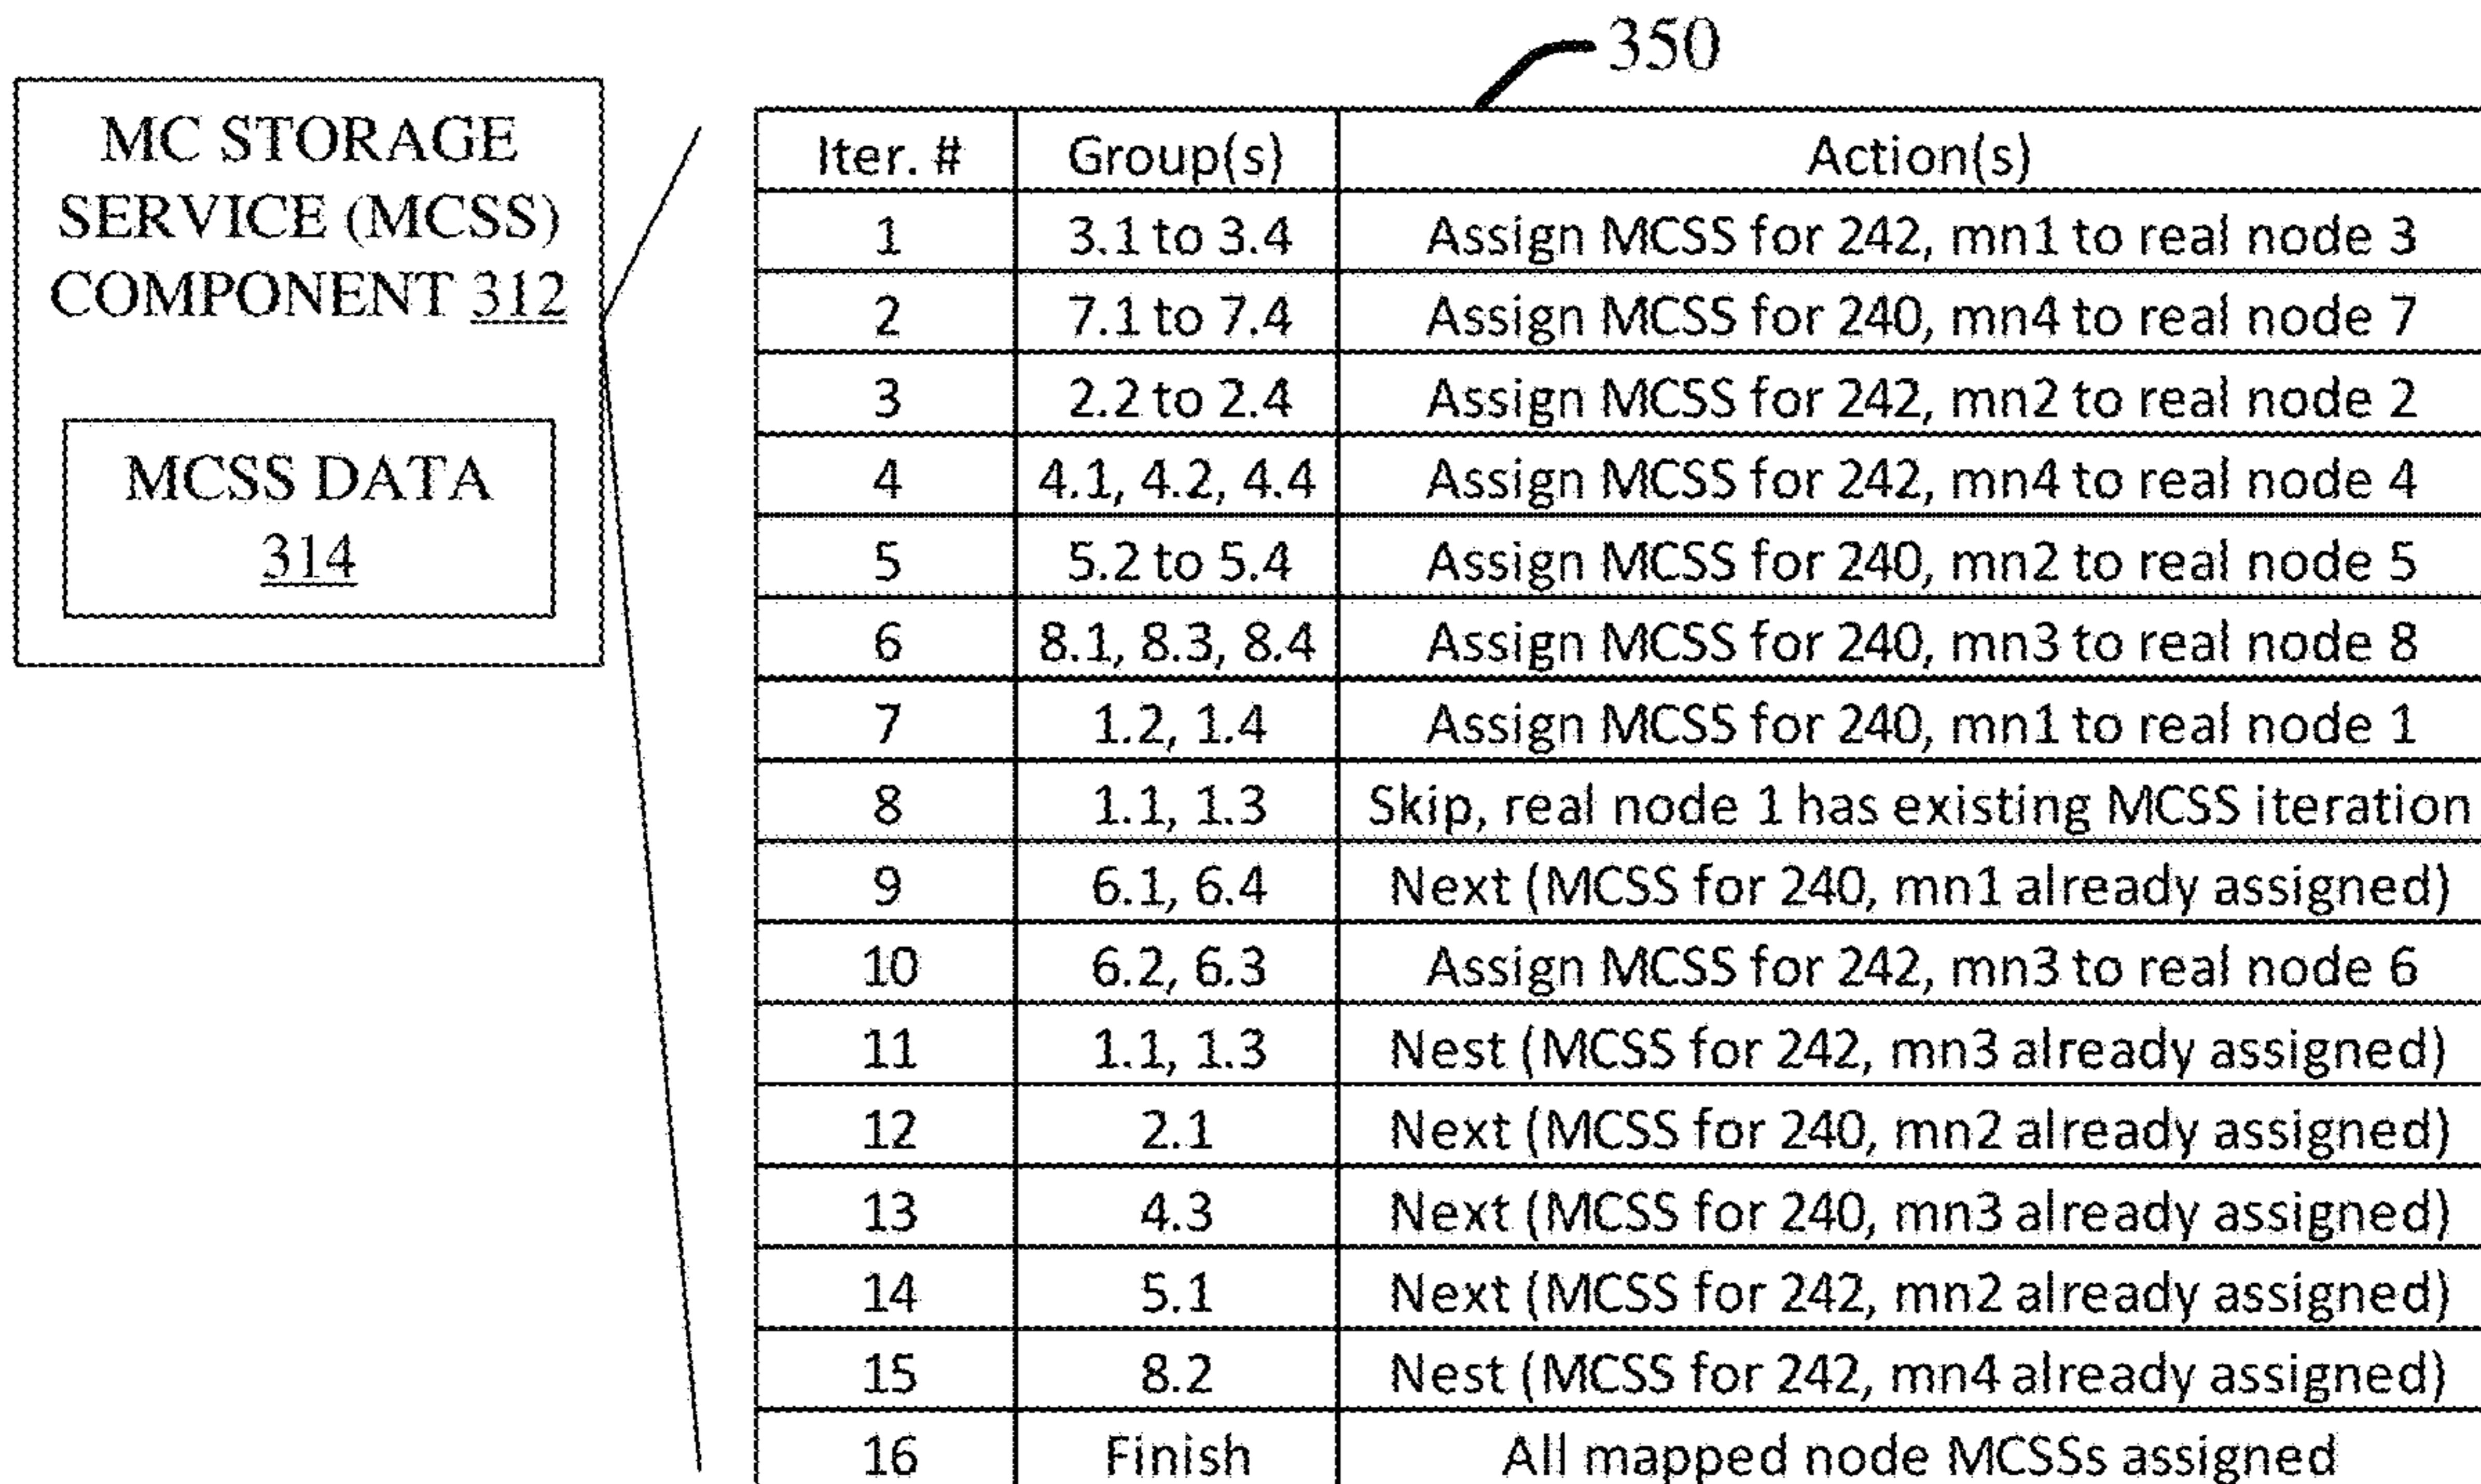 350
MC STORAGE
SERVICE (MCSS)
COMPONENT 312
MCSS DATA
314
Iter. # Group(s) Action(s)
1 3.1 to 3.4 Assign MCSS for 242, mn1 to real node 3
2 7.1 to 7.4 Assign MCSS for 240, mn4 to real node 7
3 2.2 to 2.4 Assign MCSS for 242, mn2 to real node 2
4 4.1, 4.2, 4.4 Assign MCSS for 242, mn4 to real node 4
5 5.2 to 5.4 Assign MCSS for 240, mn2 to real node 5
6 8.1, 8.3, 8.4 Assign MCSS for 240, mn3 to real node 8
7 1.2, 1.4 Assign MCSS for 240, mn1 to real node 1
8 1.1, 1.3 Skip, real node 1 has existing MCSS iteration
9 6.1, 6.4 Next (MCSS for 240, mn1 already assigned)
10 6.2, 6.3 Assign MCSS for 242, mn3 to real node 6
11 1.1, 1.3 Nest (MCSS for 242, mn3 already assigned)
12 2.1 Next (MCSS for 240, mn2 already assigned)
13 4.3 Next (MCSS for 240, mn3 already assigned)
14 5.1 Next (MCSS for 242, mn2 already assigned)
15 8.2 Nest (MCSS for 242, mn4 already assigned)
16 Finish All mapped node MCSSs assigned